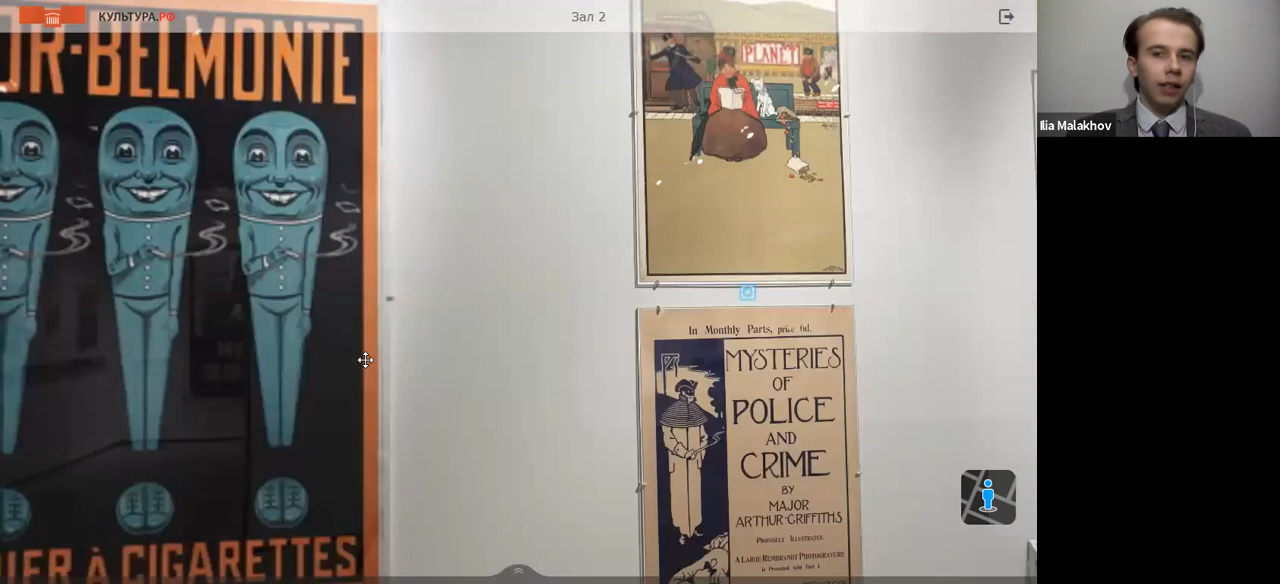 КУЛЬТУРА.РФ
Зал 2
OR-BELMONTE
IER À CIGARETTES
PLANET
In Monthly Parts, price 6d.
MYSTERIES
OF
POLICE
AND
CRIME
BY
MAJOR
ARTHUR·GRIFFITHS
PROFUSELY ILLUSTRATED.
A LARGE REMBRANDT PHOTOGRAVURE
is Presented with Part 1.
Ilia Malakhov